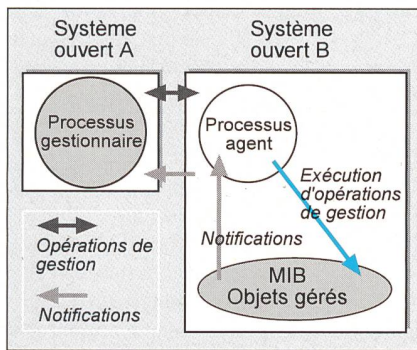 Système
ouvert A
Système
ouvert B
Processus
gestionnaire
Processus
agent
Exécution
d'opérations
de gestion
Opérations de
gestion
Notifications
Notifications
MIB
Objets gérés